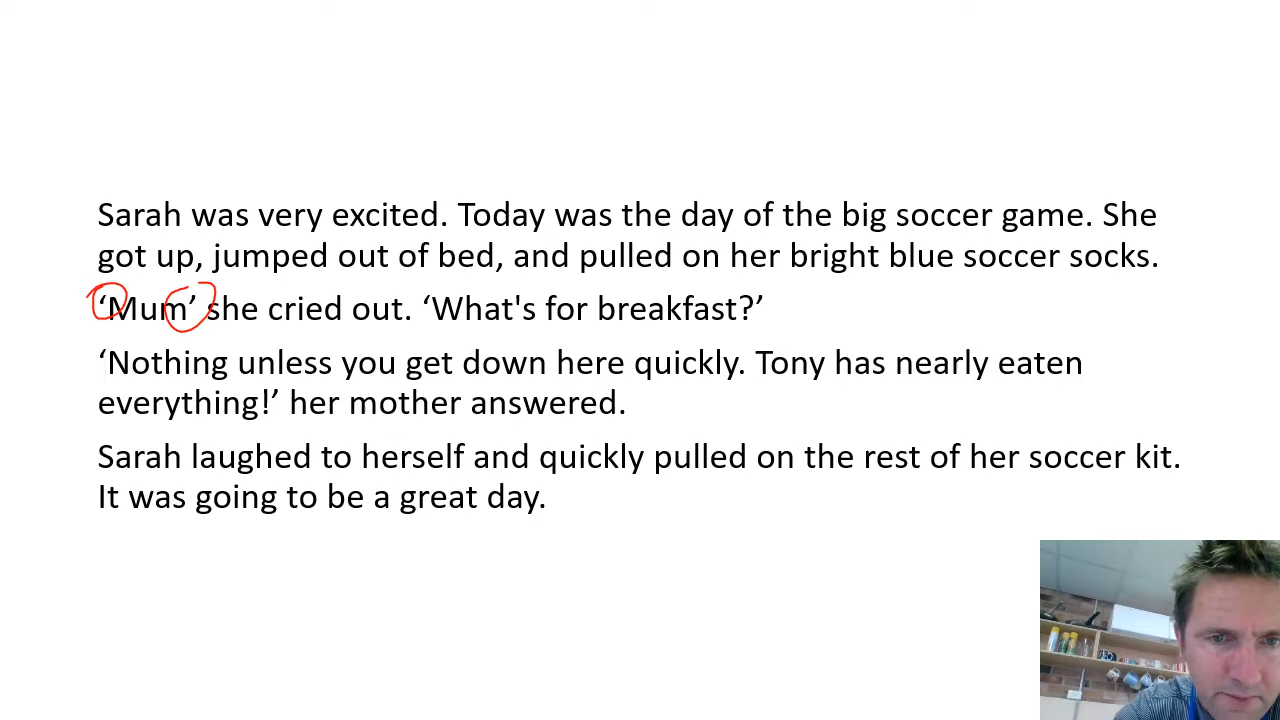 Sarah was very excited. Today was the day of the big soccer game. She
got up, jumped out of bed, and pulled on her bright blue soccer socks.
‘Mum’ she cried out. ‘What's for breakfast?’
‘Nothing unless you get down here quickly. Tony has nearly eaten
everything!’ her mother answered.
Sarah laughed to herself and quickly pulled on the rest of her soccer kit.
It was going to be a great day.